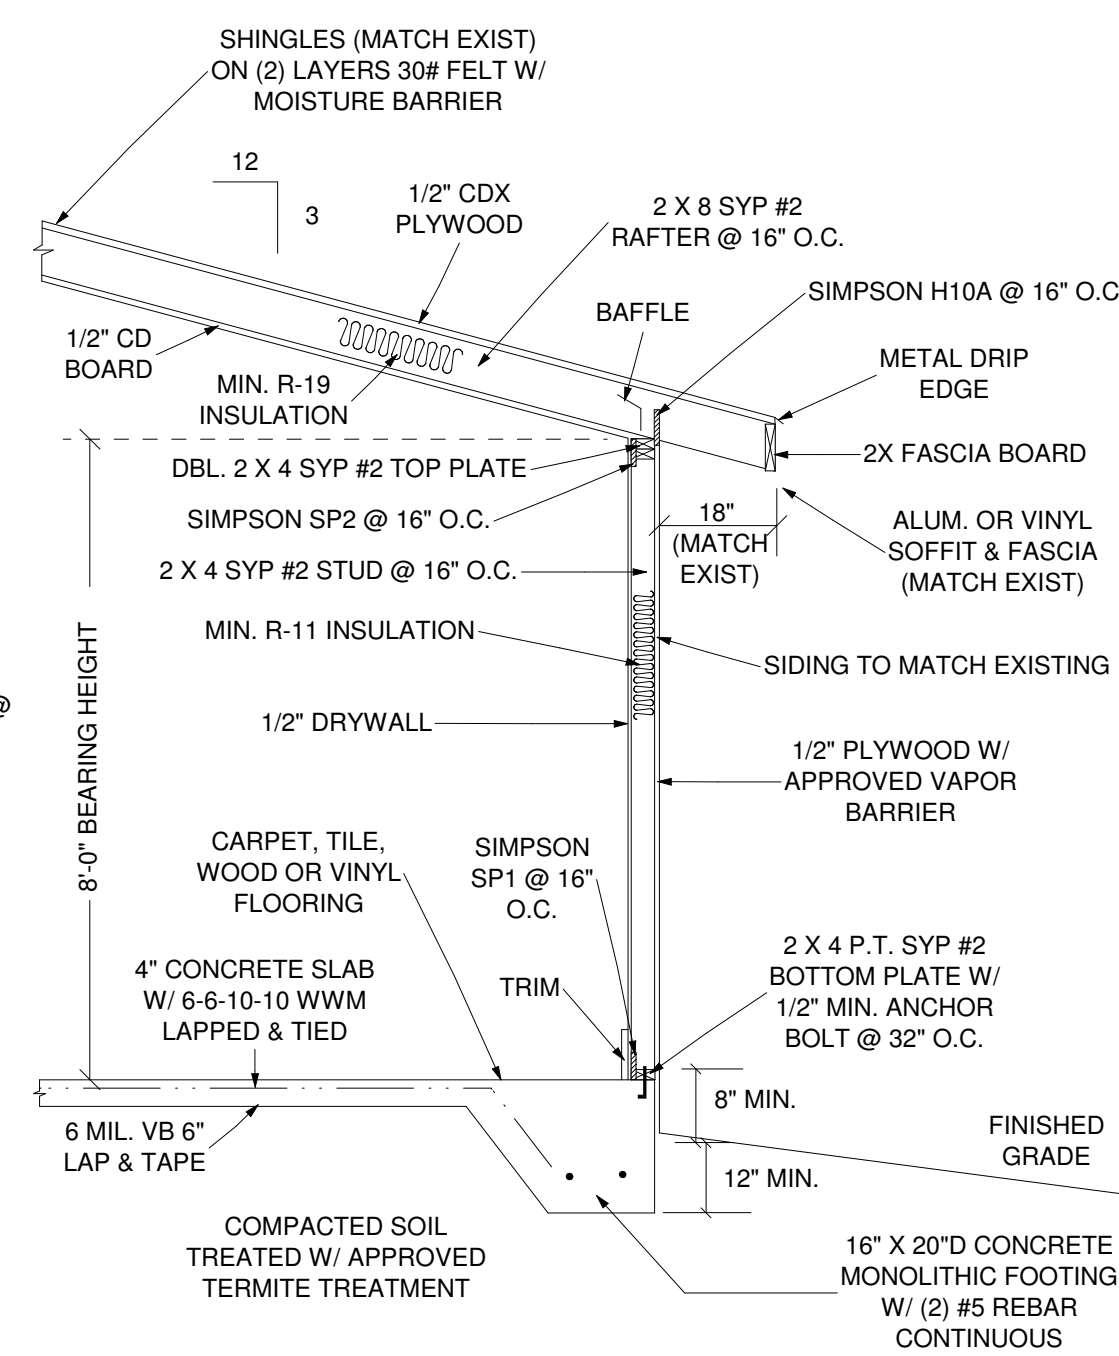 SHINGLES (MATCH EXIST)
ON (2) LAYERS 30# FELT W/
MOISTURE BARRIER
12
3
1/2" CDX
PLYWOOD
2 X 8 SYP #2
RAFTER @ 16" O.C.
SIMPSON H10A @ 16" O.C
BAFFLE
1/2" CD
BOARD
MIN. R-19
INSULATION
METAL DRIP
EDGE
DBL. 2 X 4 SYP #2 TOP PLATE
2X FASCIA BOARD
SIMPSON SP2 @ 16" O.C.
18"
(MATCH
EXIST)
ALUM. OR VINYL
SOFFIT & FASCIA
(MATCH EXIST)
2 X 4 SYP #2 STUD @ 16" O.C.
MIN. R-11 INSULATION
SIDING TO MATCH EXISTING
@
8'-0" BEARING HEIGHT
1/2" DRYWALL
1/2" PLYWOOD W/
APPROVED VAPOR
BARRIER
CARPET, TILE,
WOOD OR VINYL
FLOORING
SIMPSON
SP1 @ 16"
O.C.
4" CONCRETE SLAB
W/ 6-6-10-10 WWM
LAPPED & TIED
TRIM
2 X 4 P.T. SYP #2
BOTTOM PLATE W/
1/2" MIN. ANCHOR
BOLT @ 32" O.C.
8" MIN.
6 MIL. VB 6"
LAP & TAPE
FINISHED
GRADE
12" MIN.
COMPACTED SOIL
TREATED W/ APPROVED
TERMITE TREATMENT
16" X 20"D CONCRETE
MONOLITHIC FOOTING
W/ (2) #5 REBAR
CONTINUOUS